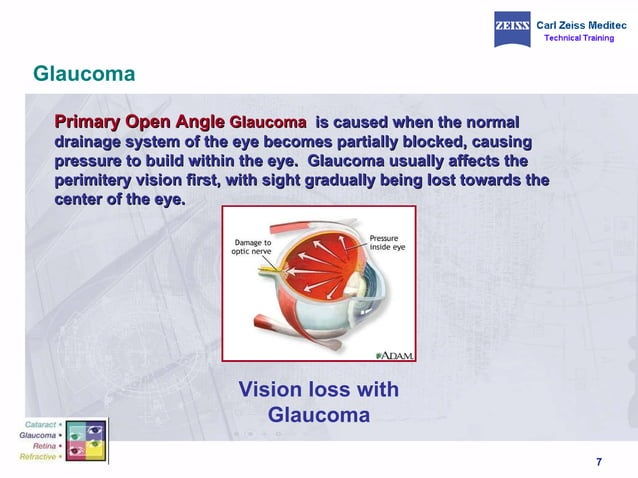 ZEISS
Carl Zeiss Meditec
Technical Training
Glaucoma
Primary Open Angle Glaucoma is caused when the normal
drainage system of the eye becomes partially blocked, causing
pressure to build within the eye. Glaucoma usually affects the
perimitery vision first, with sight gradually being lost towards the
center of the eye.
Damage to
optic nerve
Pressure
inside eye
ADAM
Vision loss with
Glaucoma
Cataract •
Glaucoma •
Retina •
Refractive •
7